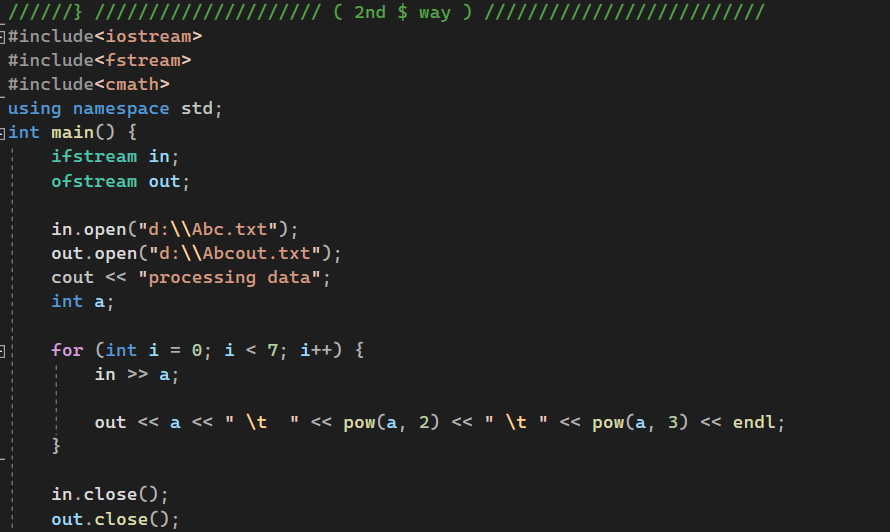 //////} ///////////////////// ( 2nd $ way ) //////////////////////////
#include<iostream>
#include<fstream>
#include<cmath>
using namespace std;
int main() {
    ifstream in;
    ofstream out;

    in.open("d:\\Abc.txt");
    out.open("d:\\Abcout.txt");
    cout << "processing data";
    int a;

    for (int i = 0; i < 7; i++) {
        in >> a;

        out << a << " \t  " << pow(a, 2) << " \t " << pow(a, 3) << endl;
    }

    in.close();
    out.close();